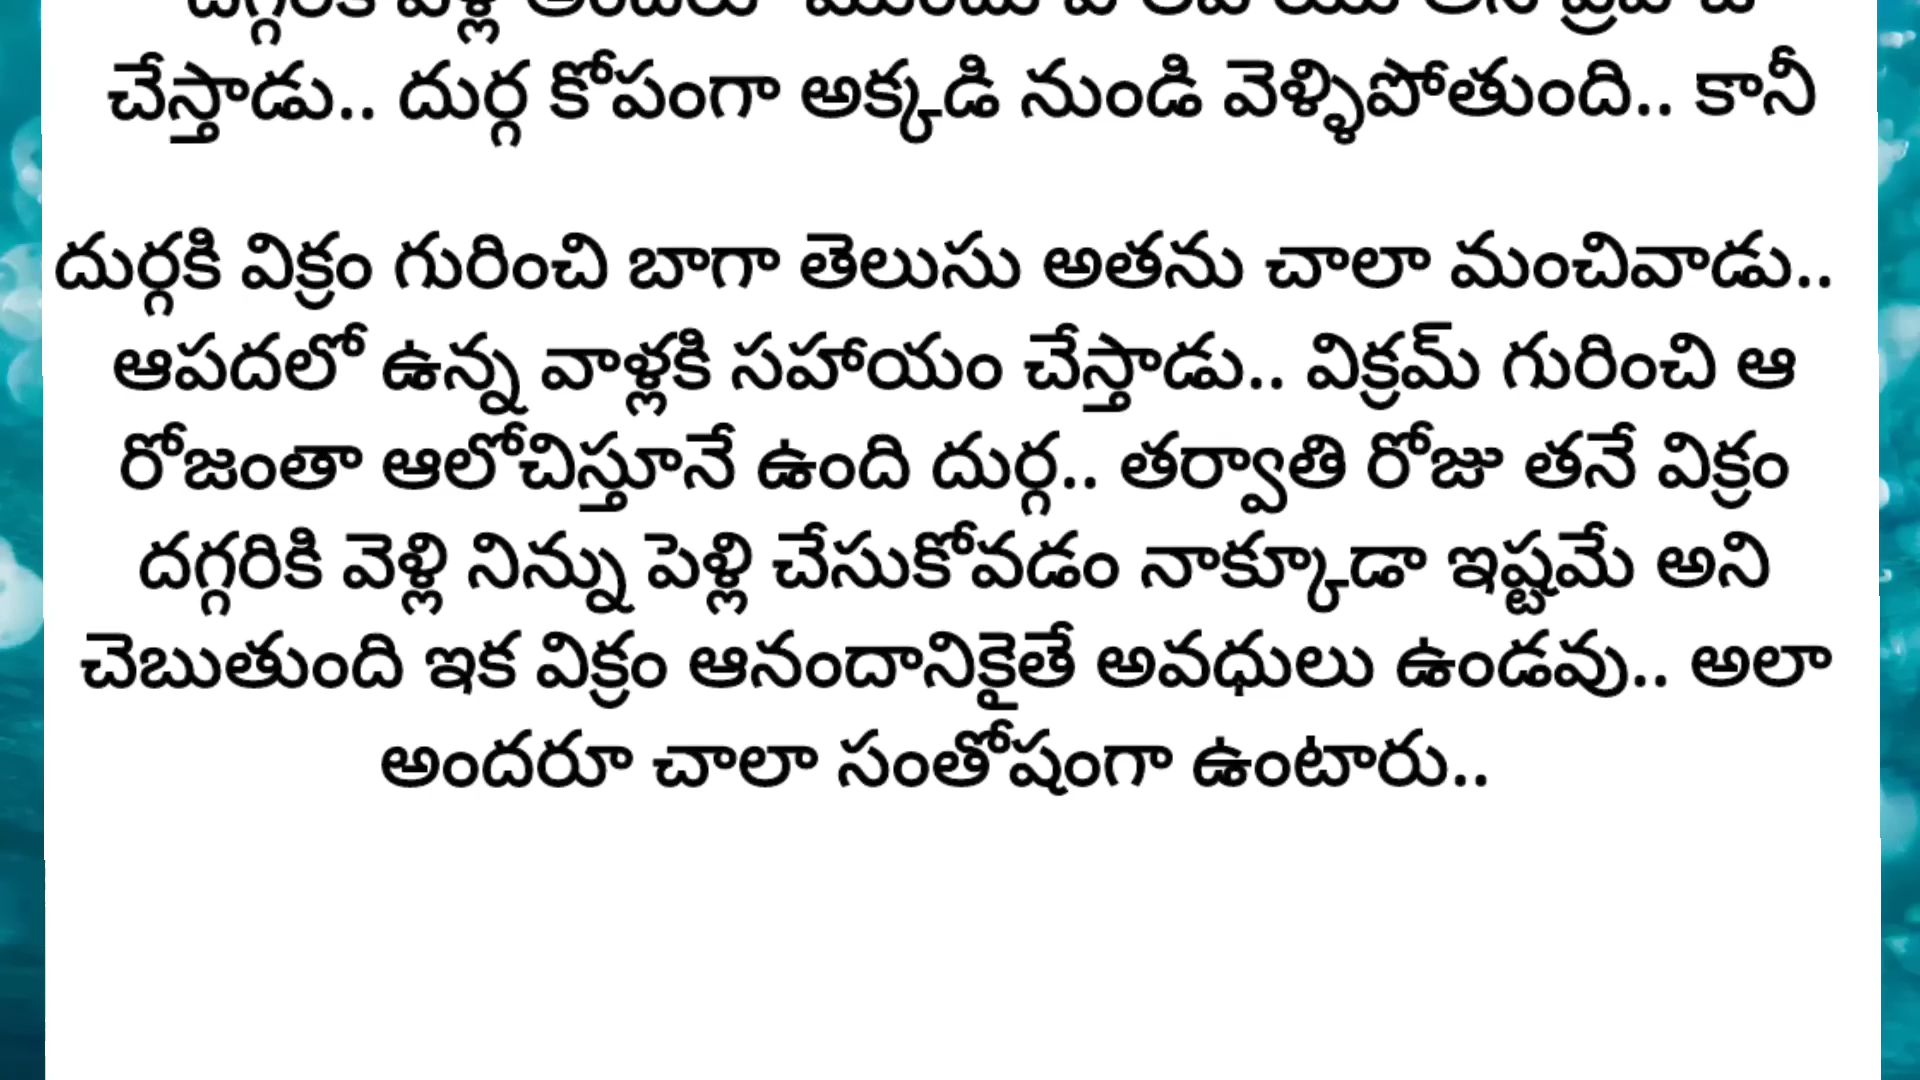 చేస్తాడు.. దుర్గ కోపంగా అక్కడి నుండి వెళ్ళిపోతుంది.. కానీ
దుర్గకి విక్రం గురించి బాగా తెలుసు అతను చాలా మంచివాడు..
ఆపదలో ఉన్న వాళ్లకి సహాయం చేస్తాడు.. విక్రమ్ గురించి ఆ
రోజంతా ఆలోచిస్తూనే ఉంది దుర్గ.. తర్వాతి రోజు తనే విక్రం
దగ్గరికి వెళ్లి నిన్ను పెళ్లి చేసుకోవడం నాక్కూడా ఇష్టమే అని
చెబుతుంది ఇక విక్రం ఆనందానికైతే అవధులు ఉండవు.. అలా
అందరూ చాలా సంతోషంగా ఉంటారు..